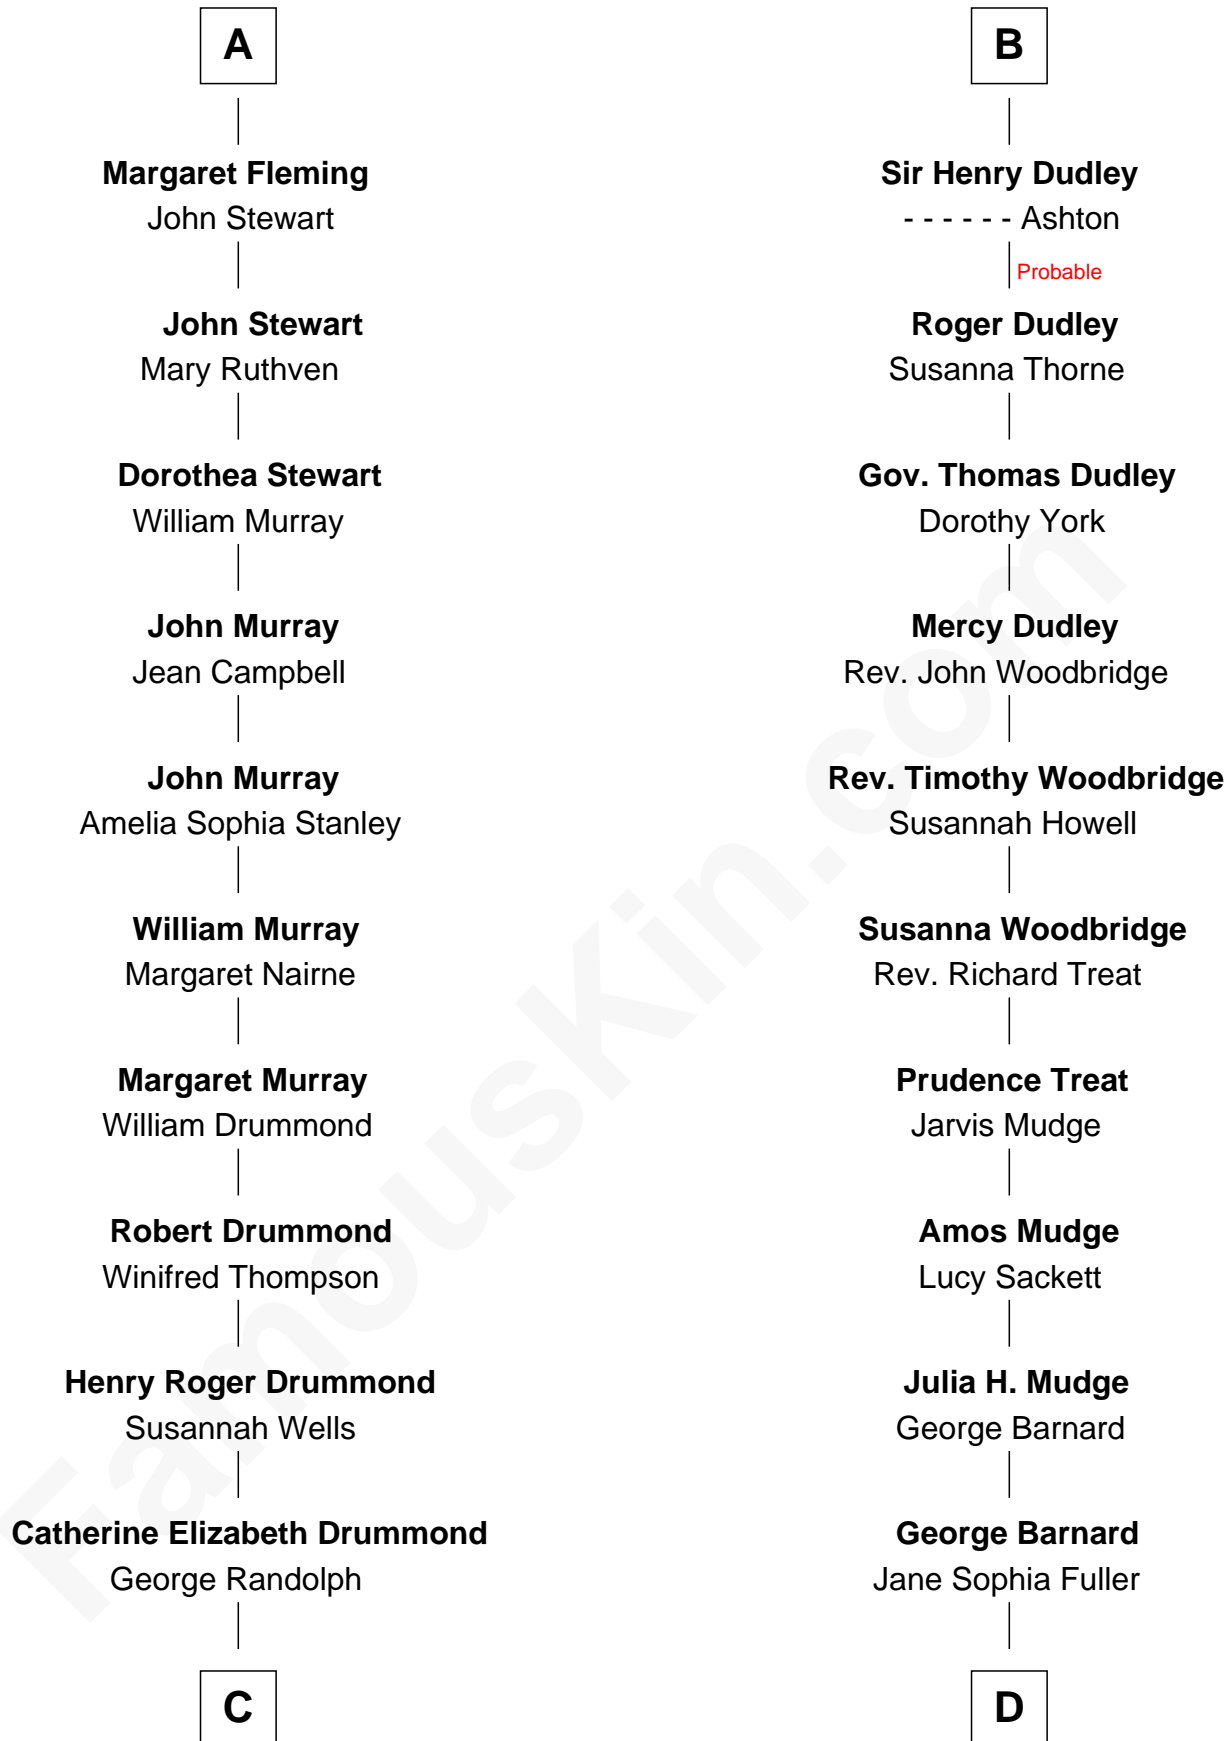 A
Margaret Fleming
John Stewart
John Stewart
Mary Ruthven
Dorothea Stewart
William Murray
John Murray
Jean Campbell
John Murray
Amelia Sophia Stanley
William Murray
Margaret Nairne
Margaret Murray
William Drummond
Robert Drummond
Winifred Thompson
Henry Roger Drummond
Susannah Wells
Catherine Elizabeth Drummond
George Randolph
C
B
Sir Henry Dudley
- - - - - - Ashton
Probable
Roger Dudley
Susanna Thorne
Gov. Thomas Dudley
Dorothy York
Mercy Dudley
Rev. John Woodbridge
Rev. Timothy Woodbridge
Susannah Howell
Susanna Woodbridge
Rev. Richard Treat
Prudence Treat
Jarvis Mudge
Amos Mudge
Lucy Sackett
Julia H. Mudge
George Barnard
George Barnard
Jane Sophia Fuller
D
FamousKin.com